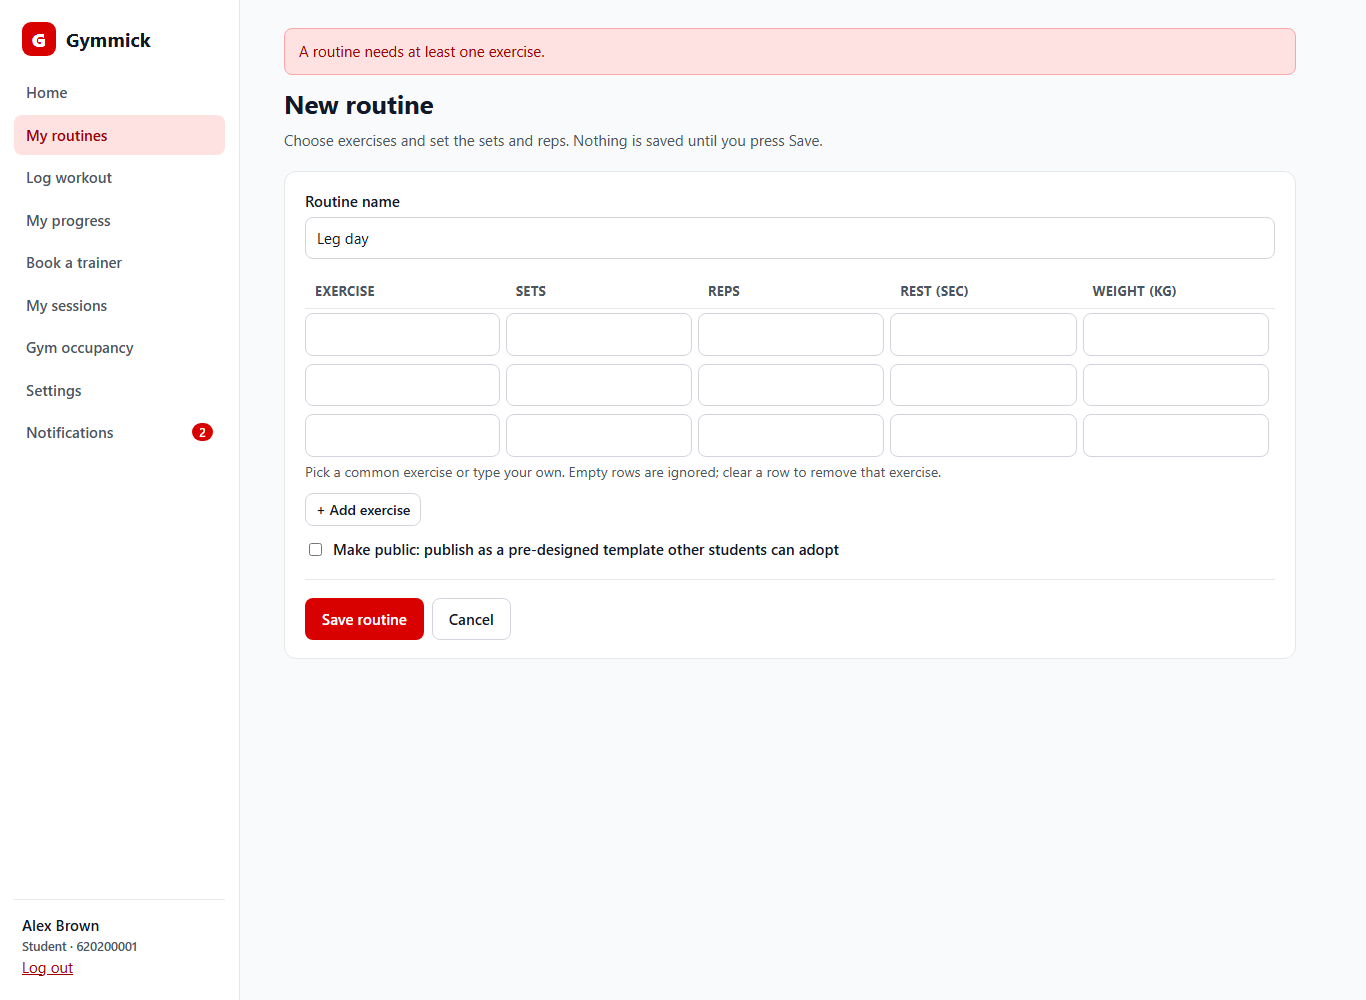 G Gymmick
Home
My routines
Log workout
My progress
Book a trainer
My sessions
Gym occupancy
Settings
Notifications 2
Alex Brown
Student · 620200001
Log out
A routine needs at least one exercise.
New routine
Choose exercises and set the sets and reps. Nothing is saved until you press Save.
Routine name
Leg day
EXERCISE SETS REPS REST (SEC) WEIGHT (KG)
Pick a common exercise or type your own. Empty rows are ignored; clear a row to remove that exercise.
+ Add exercise
Make public: publish as a pre-designed template other students can adopt
Save routine Cancel